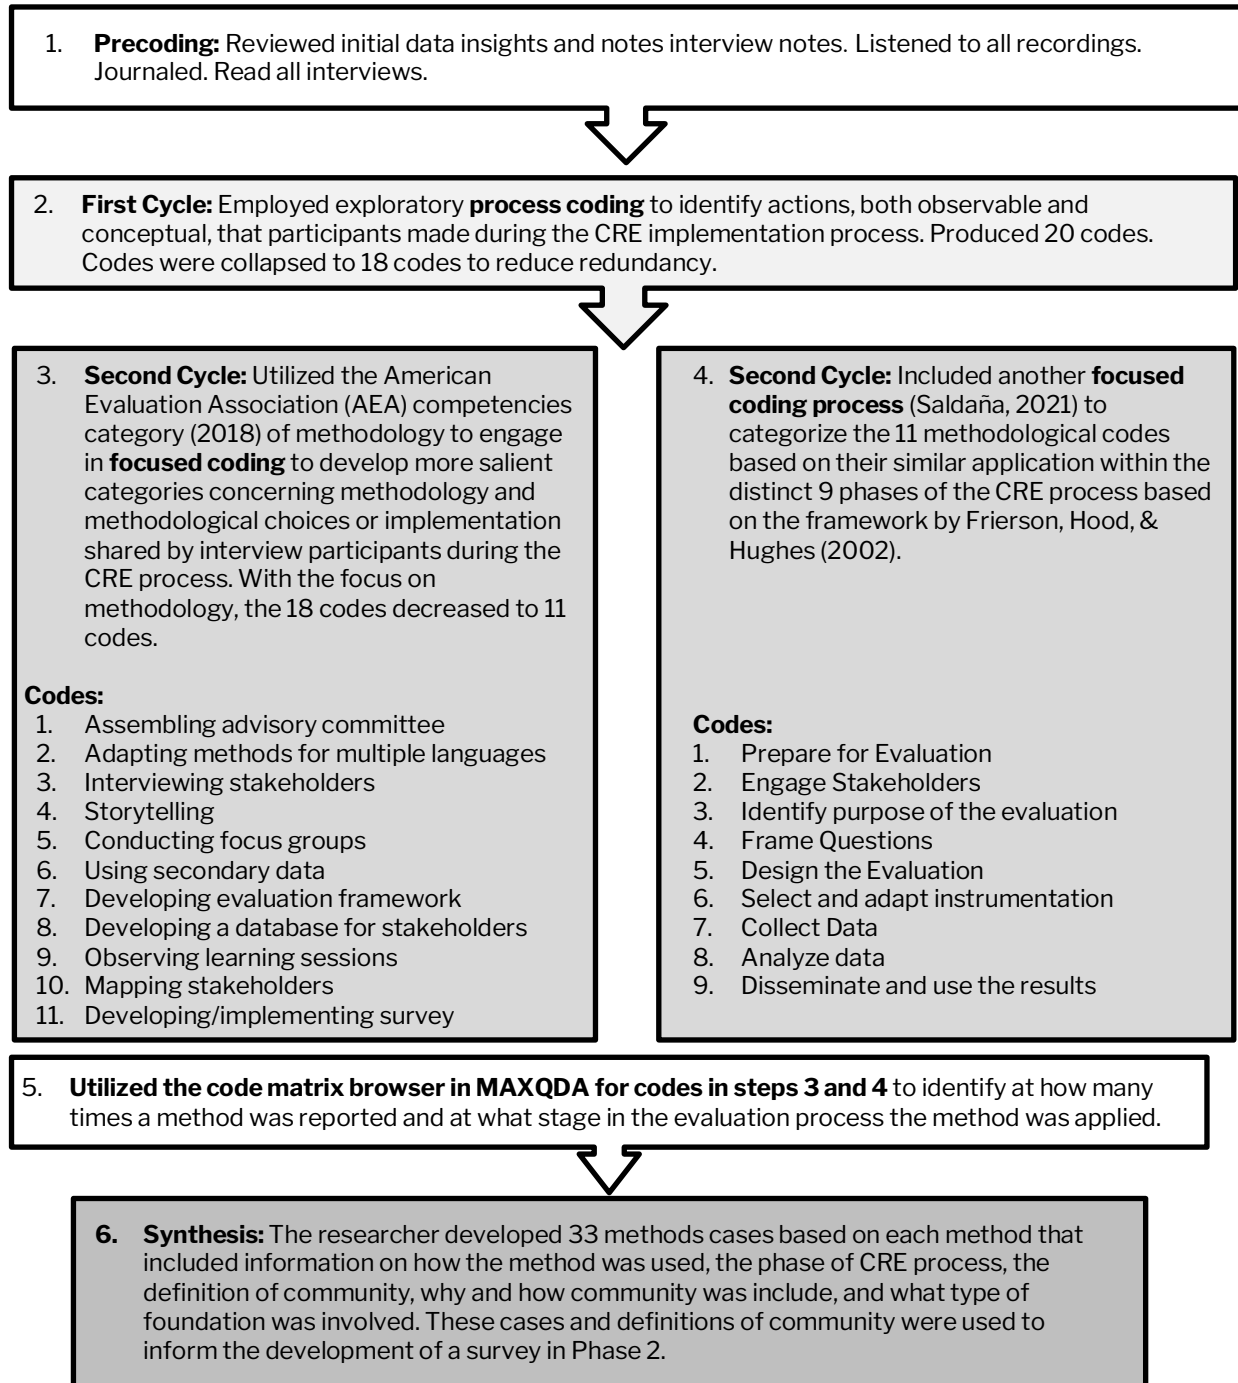 1. Precoding: Reviewed initial data insights and notes interview notes. Listened to all recordings.
Journaled. Read all interviews.
2. First Cycle: Employed exploratory process coding to identify actions, both observable and
conceptual, that participants made during the CRE implementation process. Produced 20 codes.
Codes were collapsed to 18 codes to reduce redundancy.
3. Second Cycle: Utilized the American
Evaluation Association (AEA) competencies
category (2018) of methodology to engage
in focused coding to develop more salient
categories concerning methodology and
methodological choices or implementation
shared by interview participants during the
CRE process. With the focus on
methodology, the 18 codes decreased to 11
codes.
Codes:
1. Assembling advisory committee
2. Adapting methods for multiple languages
3. Interviewing stakeholders
4. Storytelling
5. Conducting focus groups
6. Using secondary data
7. Developing evaluation framework
8. Developing a database for stakeholders
9. Observing learning sessions
10. Mapping stakeholders
11. Developing/implementing survey
4. Second Cycle: Included another focused
coding process (Saldaña, 2021) to
categorize the 11 methodological codes
based on their similar application within the
distinct 9 phases of the CRE process based
on the framework by Frierson, Hood, &
Hughes (2002).
Codes:
1. Prepare for Evaluation
2. Engage Stakeholders
3. Identify purpose of the evaluation
4. Frame Questions
5. Design the Evaluation
6. Select and adapt instrumentation
7. Collect Data
8. Analyze data
9. Disseminate and use the results
5. Utilized the code matrix browser in MAXQDA for codes in steps 3 and 4 to identify at how many
times a method was reported and at what stage in the evaluation process the method was applied.
6. Synthesis: The researcher developed 33 methods cases based on each method that
included information on how the method was used, the phase of CRE process, the
definition of community, why and how community was include, and what type of
foundation was involved. These cases and definitions of community were used to
inform the development of a survey in Phase 2.